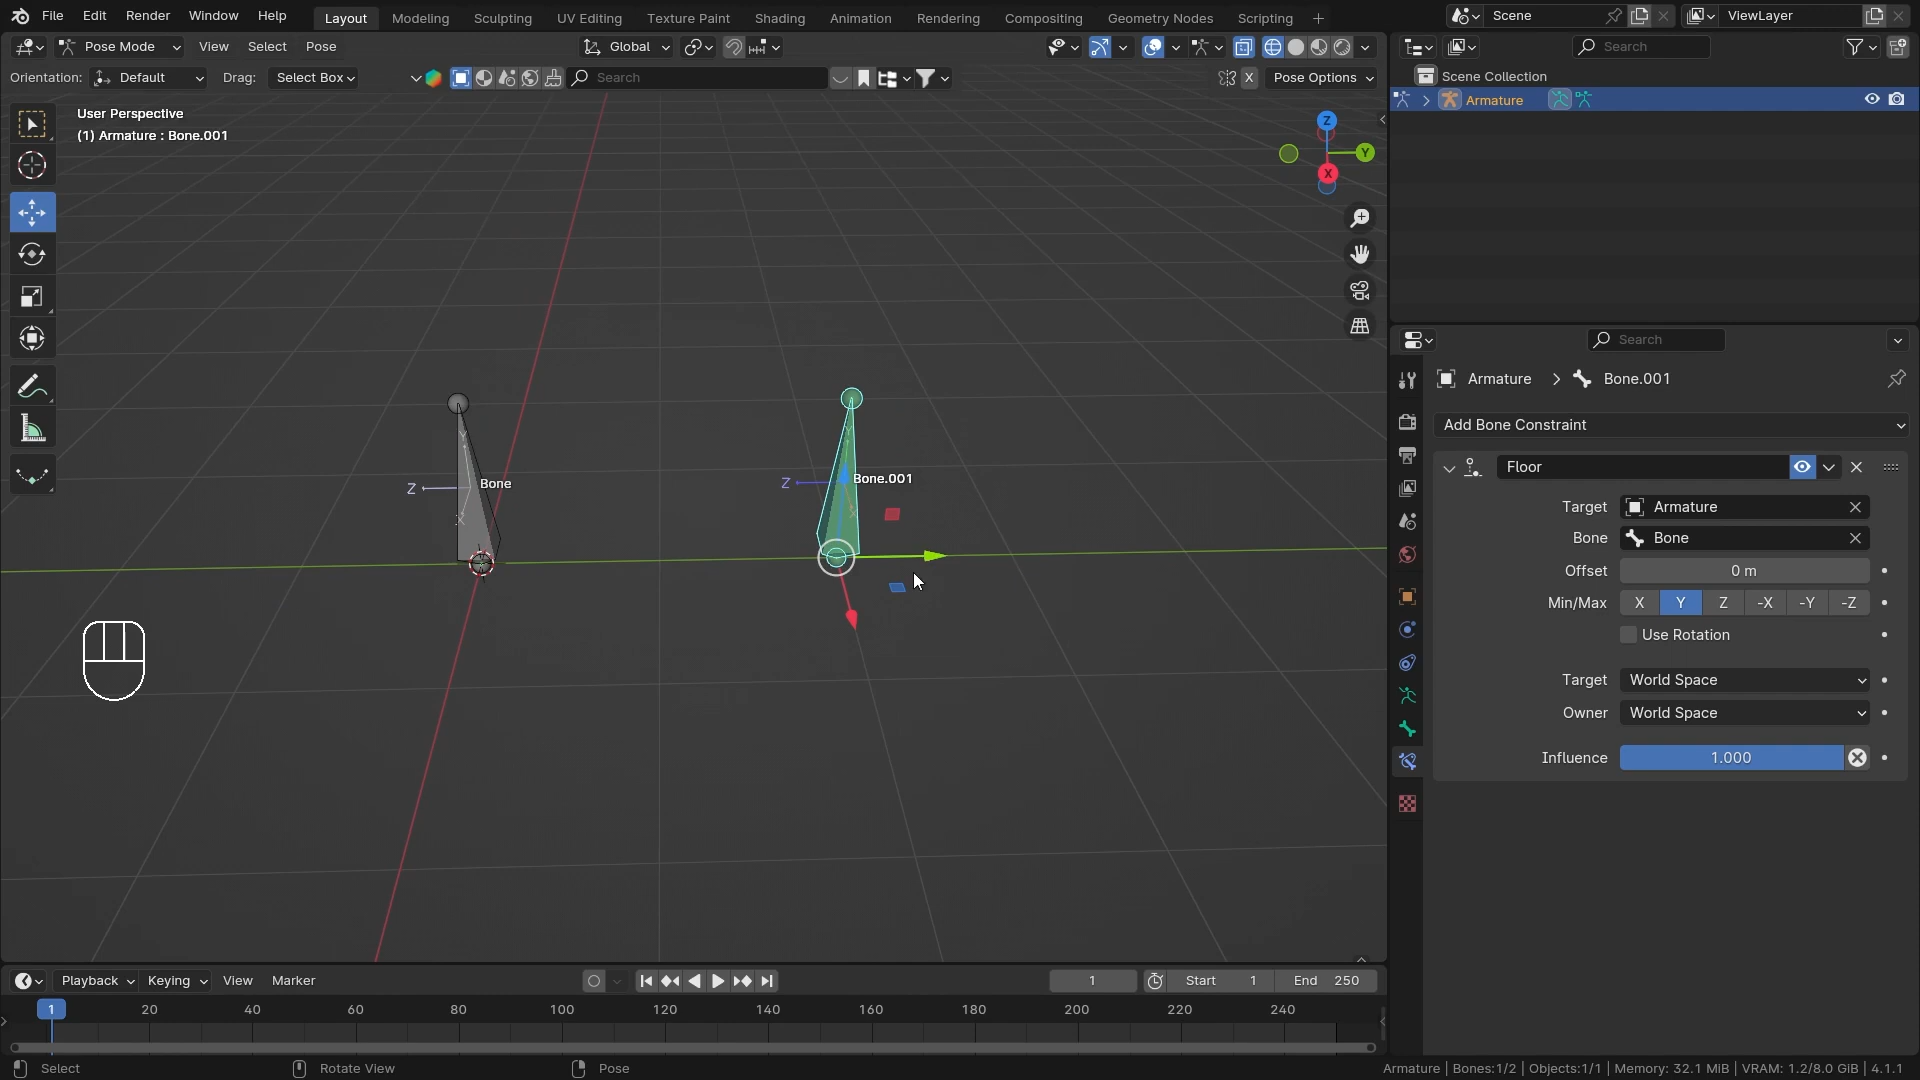 File Edit Render Window Help Layout Modeling Sculpting UV Editing Texture Paint Shading Animation Rendering Compositing Geometry Nodes Scripting + Scene ViewLayer
Pose Mode View Select Pose Global Search
Orientation: Default Drag: Select Box Search X Pose Options
Scene Collection
Armature
User Perspective
(1) Armature : Bone.001
Z
Y
X
Z
Bone
Z
Bone.001
Search
Armature > Bone.001
Add Bone Constraint
Floor
Target Armature
Bone Bone
Offset 0 m
Min/Max X Y Z -X -Y -Z
Use Rotation
Target World Space
Owner World Space
Influence 1.000
Playback Keying View Marker 1 Start 1 End 250
1 20 40 60 80 100 120 140 160 180 200 220 240
Select Rotate View Pose Armature | Bones:1/2 | Objects:1/1 | Memory: 32.1 MiB | VRAM: 1.2/8.0 GiB | 4.1.1